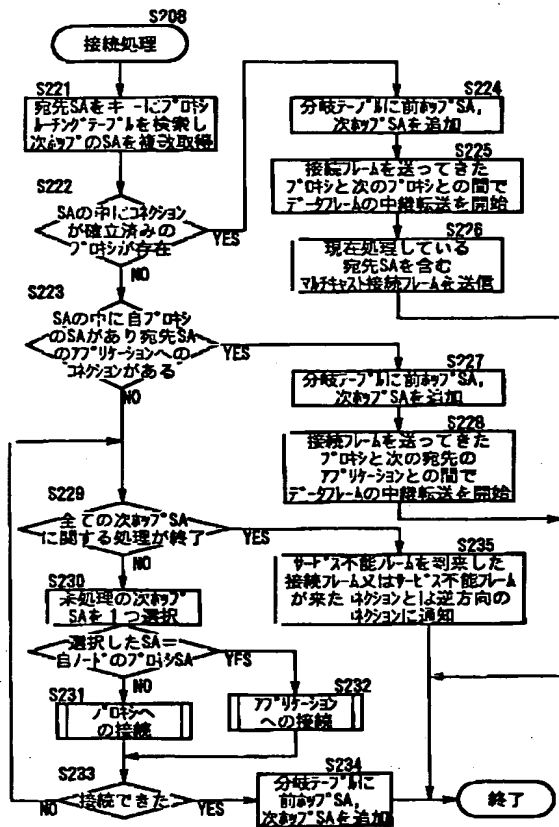 S208
接続処理
S221
宛先SAをキーにプロキシ
ルーチングテーブルを検索し
次ホップのSAを複数取得
S222
SAの中にコネクション
が確立済みの
プロキシが存在
YES
NO
S223
SAの中に自プロキシ
のSAがあり宛先SA
のアプリケーションへの
コネクションがある
YES
NO
S224
分岐テーブルに前ホップSA,
次ホップSAを追加
S225
接続フレームを送ってきた
プロキシと次のプロキシとの間で
データフレームの中継転送を開始
S226
現在処理している
宛先SAを含む
マルチキャスト接続フレームを送信
S227
分岐テーブルに前ホップSA,
次ホップSAを追加
S228
接続フレームを送ってきた
プロキシと次の宛先の
アプリケーションとの間で
データフレームの中継転送を開始
S229
全ての次ホップSA
に関する処理が終了
YES
NO
S235
サービス不能フレームを到来した
接続フレーム又はサービス不能フレーム
が来たコネクションとは逆方向の
コネクションに通知
S230
未処理の次ホップ
SAを1つ選択
選択したSA=
自ノードのプロキシSA
YES
NO
S231
プロキシへ
の接続
S232
アプリケーション
への接続
S233
接続できた
NO
YES
S234
分岐テーブルに
前ホップSA,
次ホップSAを追加
終了